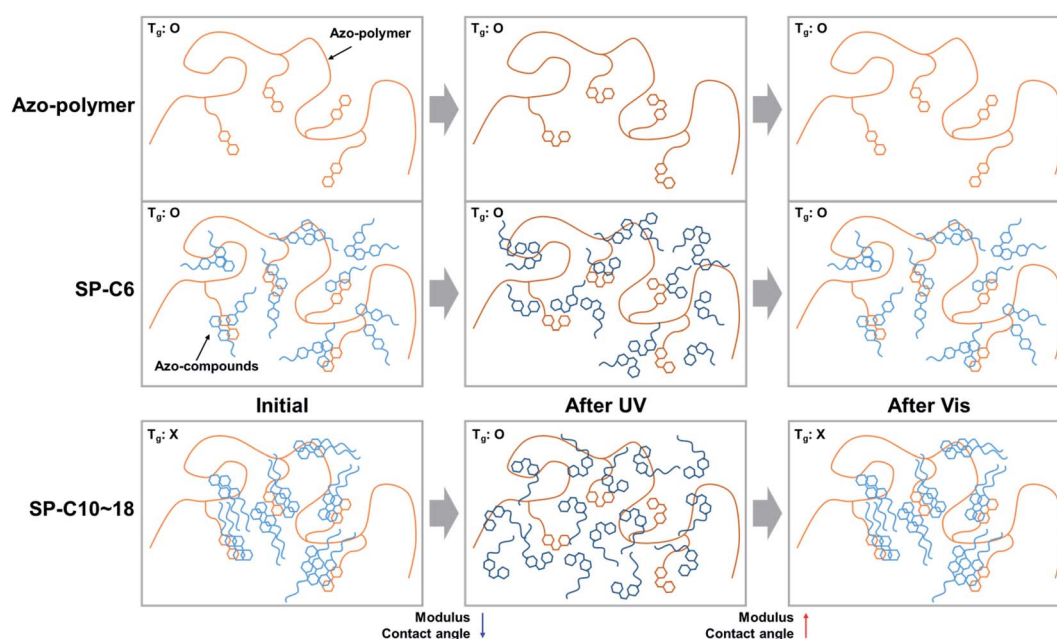 Tg: O
Azo-polymer
Tg: O
Tg: O
Azo-polymer
Tg: O
Tg: O
Tg: O
SP-C6
Azo-compounds
Initial
After UV
After Vis
Tg: X
Tg: O
Tg: X
SP-C10~18
Modulus
Contact angle
Modulus
Contact angle